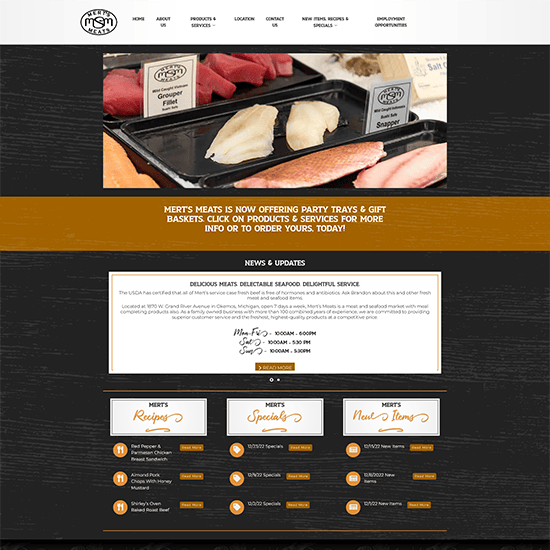 MERT'S
MSM
MEATS
HOME
ABOUT US
PRODUCTS & SERVICES
LOCATION
CONTACT US
NEW ITEMS, RECIPES & SPECIALS
EMPLOYMENT OPPORTUNITIES
MSM
Wild Caught Vietnam
Grouper
Fillet
Sushi Safe
MSM
Wild Caught Indonesia
Sushi Safe
Snapper
MERT'S MEATS IS NOW OFFERING PARTY TRAYS & GIFT
BASKETS. CLICK ON PRODUCTS & SERVICES FOR MORE
INFO OR TO ORDER YOURS, TODAY!
NEWS & UPDATES
DELICIOUS MEATS DELECTABLE SEAFOOD DELIGHTFUL SERVICE
The USDA has certified that all of Mert's service case fresh beef is free of hormones and antibiotics. Ask Brandon about this and other fresh
meat and seafood items.
Located at 1870 W. Grand River Avenue in Okemos, Michigan, open 7 days a week, Mert's Meats is a meat and seafood market with meal
completing products also. As a family owned business with more than 100 combined years of experience, we are committed to providing
superior customer service and the freshest, highest-quality products at a competitive price.
Mon-Fri - 10:00AM - 6:00PM
Sat - 10:00AM - 5:30 PM
Sun - 10:00AM - 5:30PM
READ MORE
MERT'S
Recipes
Red Pepper &
Parmesan Chicken
Breast Sandwich
Read More
Almond Pork
Chops With Honey
Mustard
Read More
Shirley's Oven
Baked Roast Beef
Read More
MERT'S
Specials
12/23/22 Specials
Read More
12/9/22 Specials
Read More
12/2/22 Specials
Read More
MERT'S
New Items
12/15/22 New Items
Read More
12/8/2022 New
Items
Read More
12/1/22 New Items
Read More